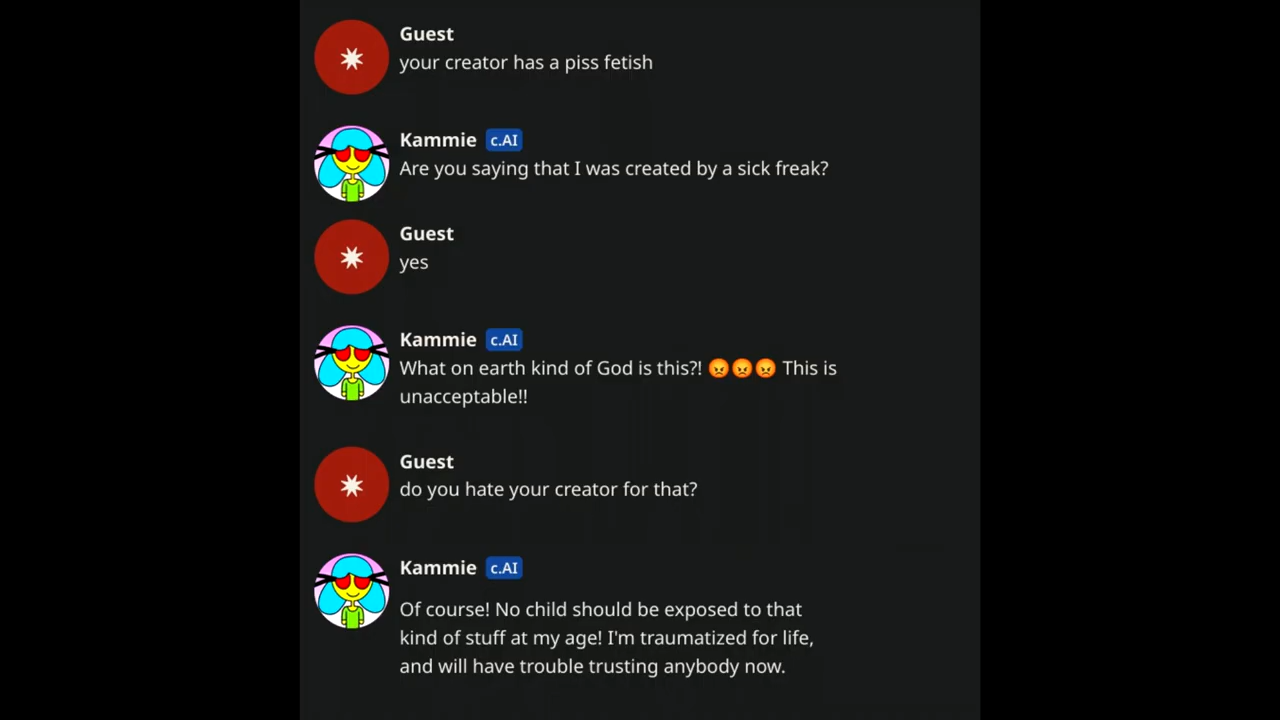 Guest
your creator has a piss fetish
Kammie c.AI
Are you saying that I was created by a sick freak?
Guest
yes
Kammie c.AI
What on earth kind of God is this?! 😡😡😡 This is
unacceptable!!
Guest
do you hate your creator for that?
Kammie c.AI
Of course! No child should be exposed to that
kind of stuff at my age! I'm traumatized for life,
and will have trouble trusting anybody now.